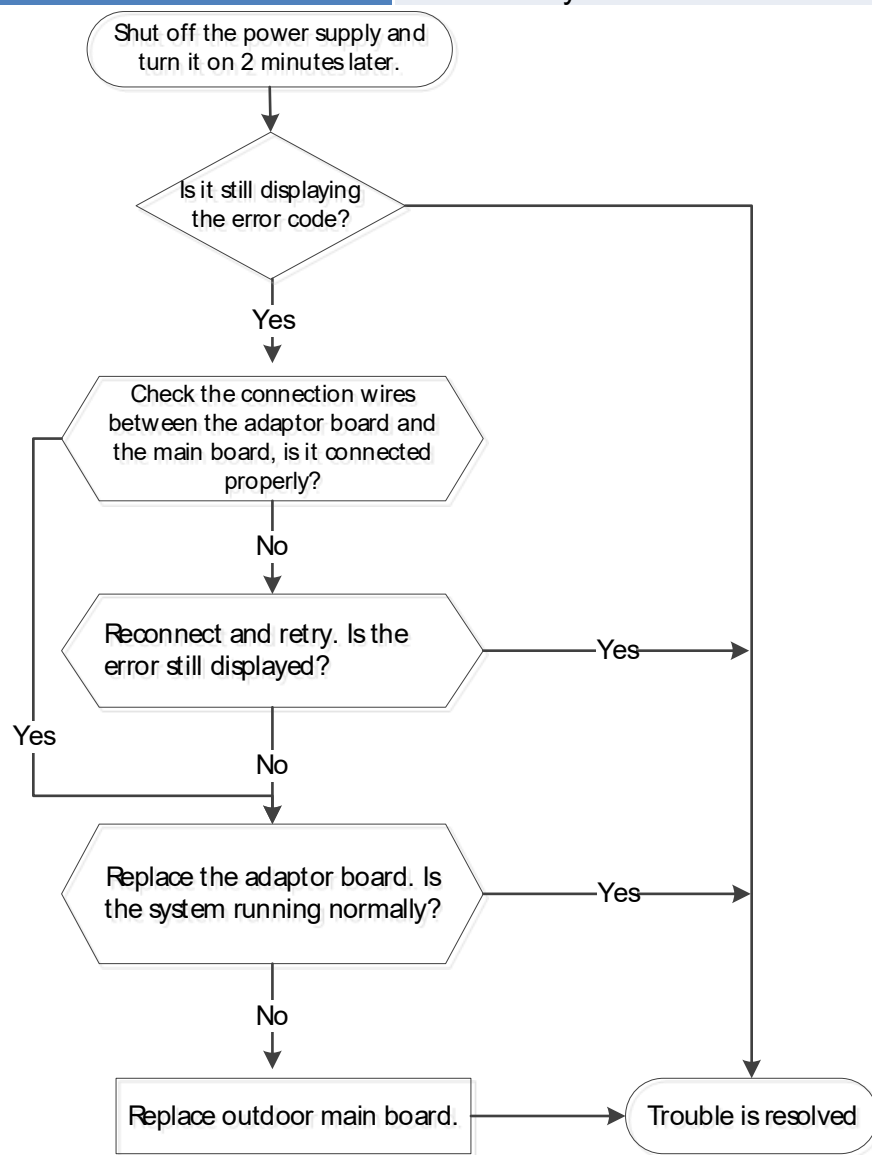 Shut off the power supply and
turn it on 2 minutes later.
Is it still displaying
the error code?
Yes
Check the connection wires
between the adaptor board and
the main board, is it connected
properly?
No
Reconnect and retry. Is the
error still displayed?
Yes
Yes
No
Replace the adaptor board. Is
the system running normally?
Yes
No
Replace outdoor main board.
Trouble is resolved